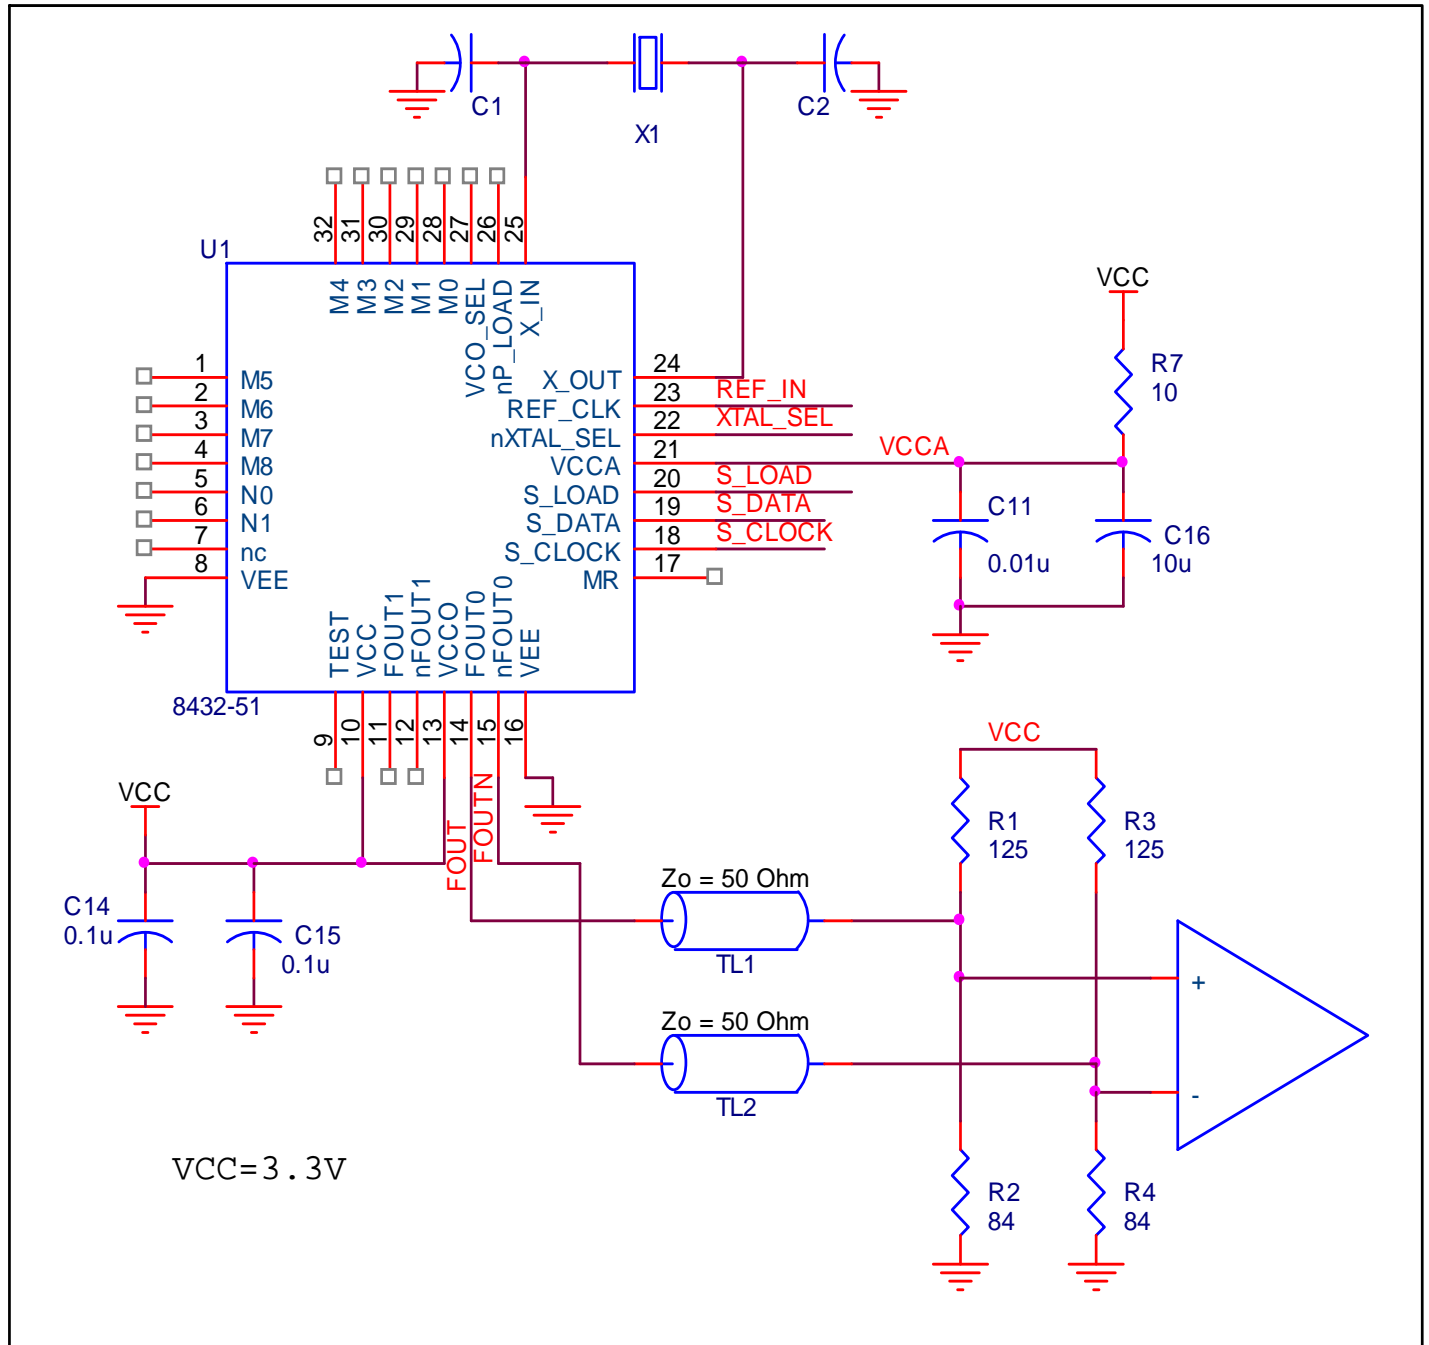 C1
C2
X1
32
31
30
29
28
27
26
25
U1
M4
M3
M2
M1
M0
VCO_SEL
nP_LOAD
X_IN
VCC
1
M5
2
M6
3
M7
4
M8
5
N0
6
N1
7
nc
8
VEE
24
X_OUT
23
REF_CLK
REF_IN
22
nXTAL_SEL
XTAL_SEL
21
VCCA
VCCA
20
S_LOAD
S_LOAD
19
S_DATA
S_DATA
18
S_CLOCK
S_CLOCK
17
MR
R7
10
C11
0.01u
C16
10u
TEST
VCC
FOUT1
nFOUT1
VCCO
FOUT0
nFOUT0
VEE
8432-51
9
10
11
12
13
14
15
16
VCC
FOUT
FOUTN
VCC
R1
125
R3
125
C14
0.1u
C15
0.1u
Zo = 50 Ohm
TL1
+
Zo = 50 Ohm
TL2
-
VCC=3.3V
R2
84
R4
84